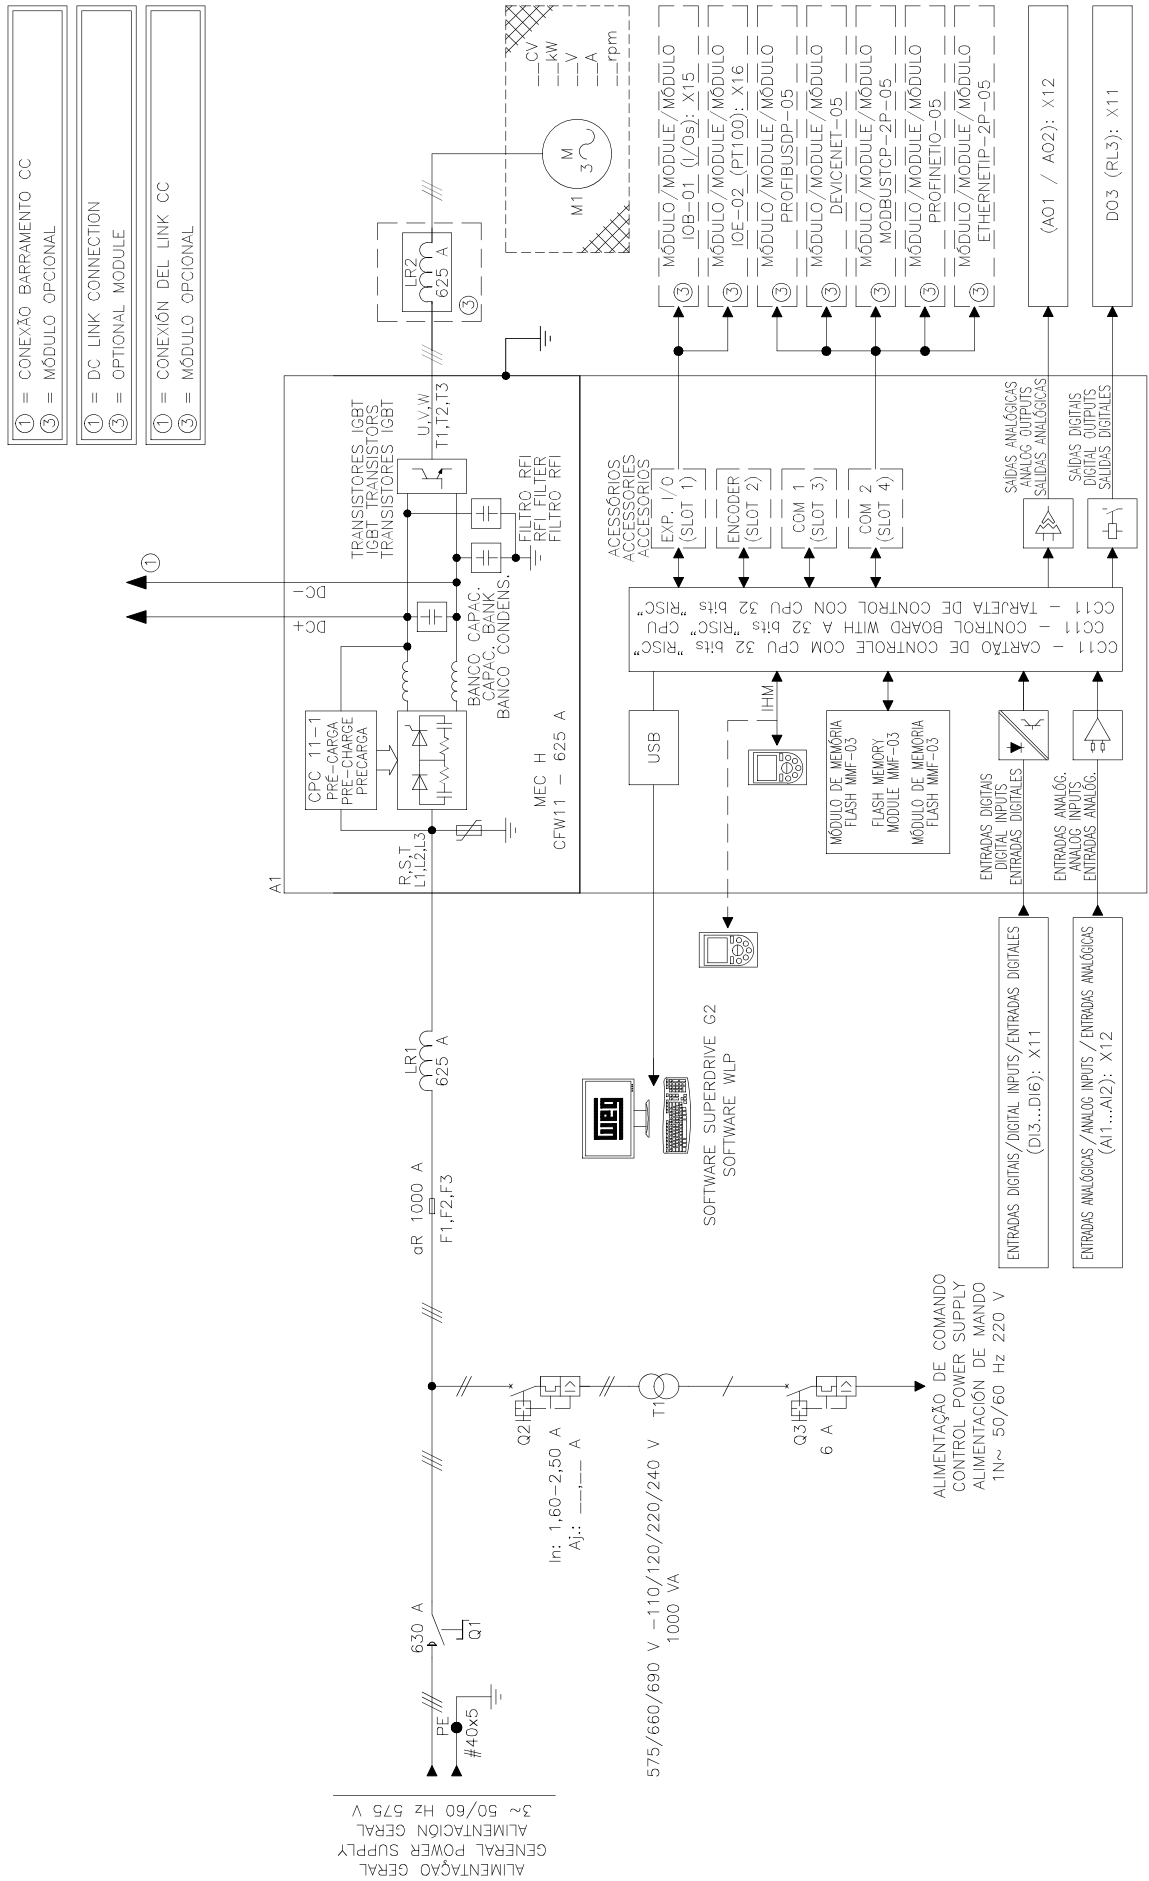 ① = CONEXÃO BARRAMENTO CC
③ = MÓDULO OPCIONAL
① = DC LINK CONNECTION
③ = OPTIONAL MODULE
① = CONEXIÓN DEL LINK CC
③ = MÓDULO OPCIONAL
ALIMENTAÇAO GERAL
GENERAL POWER SUPPLY
ALIMENTACIÓN GERAL
3~ 50/60 Hz 575 V
PE
#40x5
630 A
Q1
Q2
In: 1,60-2,50 A
Aj.: __,__ A
T1
575/660/690 V -110/120/220/240 V
1000 VA
Q3
6 A
ALIMENTAÇÃO DE COMANDO
CONTROL POWER SUPPLY
ALIMENTACIÓN DE MANDO
1N~ 50/60 Hz 220 V
aR 1000 A
F1,F2,F3
LR1
625 A
A1
R,S,T
L1,L2,L3
CPC 11-1
PRÉ-CARGA
PRE-CHARGE
PRECARGA
MEC H
CFW11 - 625 A
DC+
DC-
①
BANCO CAPAC.
CAPAC. BANK
BANCO CONDENS.
TRANSISTORES IGBT
IGBT TRANSISTORS
TRANSISTORES IGBT
FILTRO RFI
RFI FILTER
FILTRO RFI
U,V,W
T1,T2,T3
LR2
625 A
③
M1
M
3
__CV
__kW
__V
__A
__rpm
WEG
SOFTWARE SUPERDRIVE G2
SOFTWARE WLP
USB
IHM
MÓDULO DE MEMÓRIA
FLASH MMF-03
FLASH MEMORY
MODULE MMF-03
MÓDULO DE MEMORIA
FLASH MMF-03
ENTRADAS DIGITAIS
DIGITAL INPUTS
ENTRADAS DIGITALES
ENTRADAS ANALÓG.
ANALOG INPUTS
ENTRADAS ANALÓG.
ENTRADAS DIGITAIS/DIGITAL INPUTS/ENTRADAS DIGITALES
(DI3...DI6): X11
ENTRADAS ANALÓGICAS/ANALOG INPUTS/ENTRADAS ANALÓGICAS
(AI1...AI2): X12
CC11 - CARTÃO DE CONTROLE COM CPU 32 bits "RISC"
CC11 - CONTROL BOARD WITH A 32 bits "RISC" CPU
CC11 - TARJETA DE CONTROL CON CPU 32 bits "RISC"
ACESSÓRIOS
ACCESSORIES
ACCESORIOS
EXP. I/O
(SLOT 1)
ENCODER
(SLOT 2)
COM 1
(SLOT 3)
COM 2
(SLOT 4)
SAÍDAS ANALÓGICAS
ANALOG OUTPUTS
SALIDAS ANALÓGICAS
SAÍDAS DIGITAIS
DIGITAL OUTPUTS
SALIDAS DIGITALES
③ MÓDULO/MODULE/MÓDULO
IOB-01 (I/Os): X15
③ MÓDULO/MODULE/MÓDULO
IOE-02 (PT100): X16
③ MÓDULO/MODULE/MÓDULO
PROFIBUSDP-05
③ MÓDULO/MODULE/MÓDULO
DEVICENET-05
③ MÓDULO/MODULE/MÓDULO
MODBUSTCP-2P-05
③ MÓDULO/MODULE/MÓDULO
PROFINETIO-05
③ MÓDULO/MODULE/MÓDULO
ETHERNETIP-2P-05
(AO1 / AO2): X12
DO3 (RL3): X11